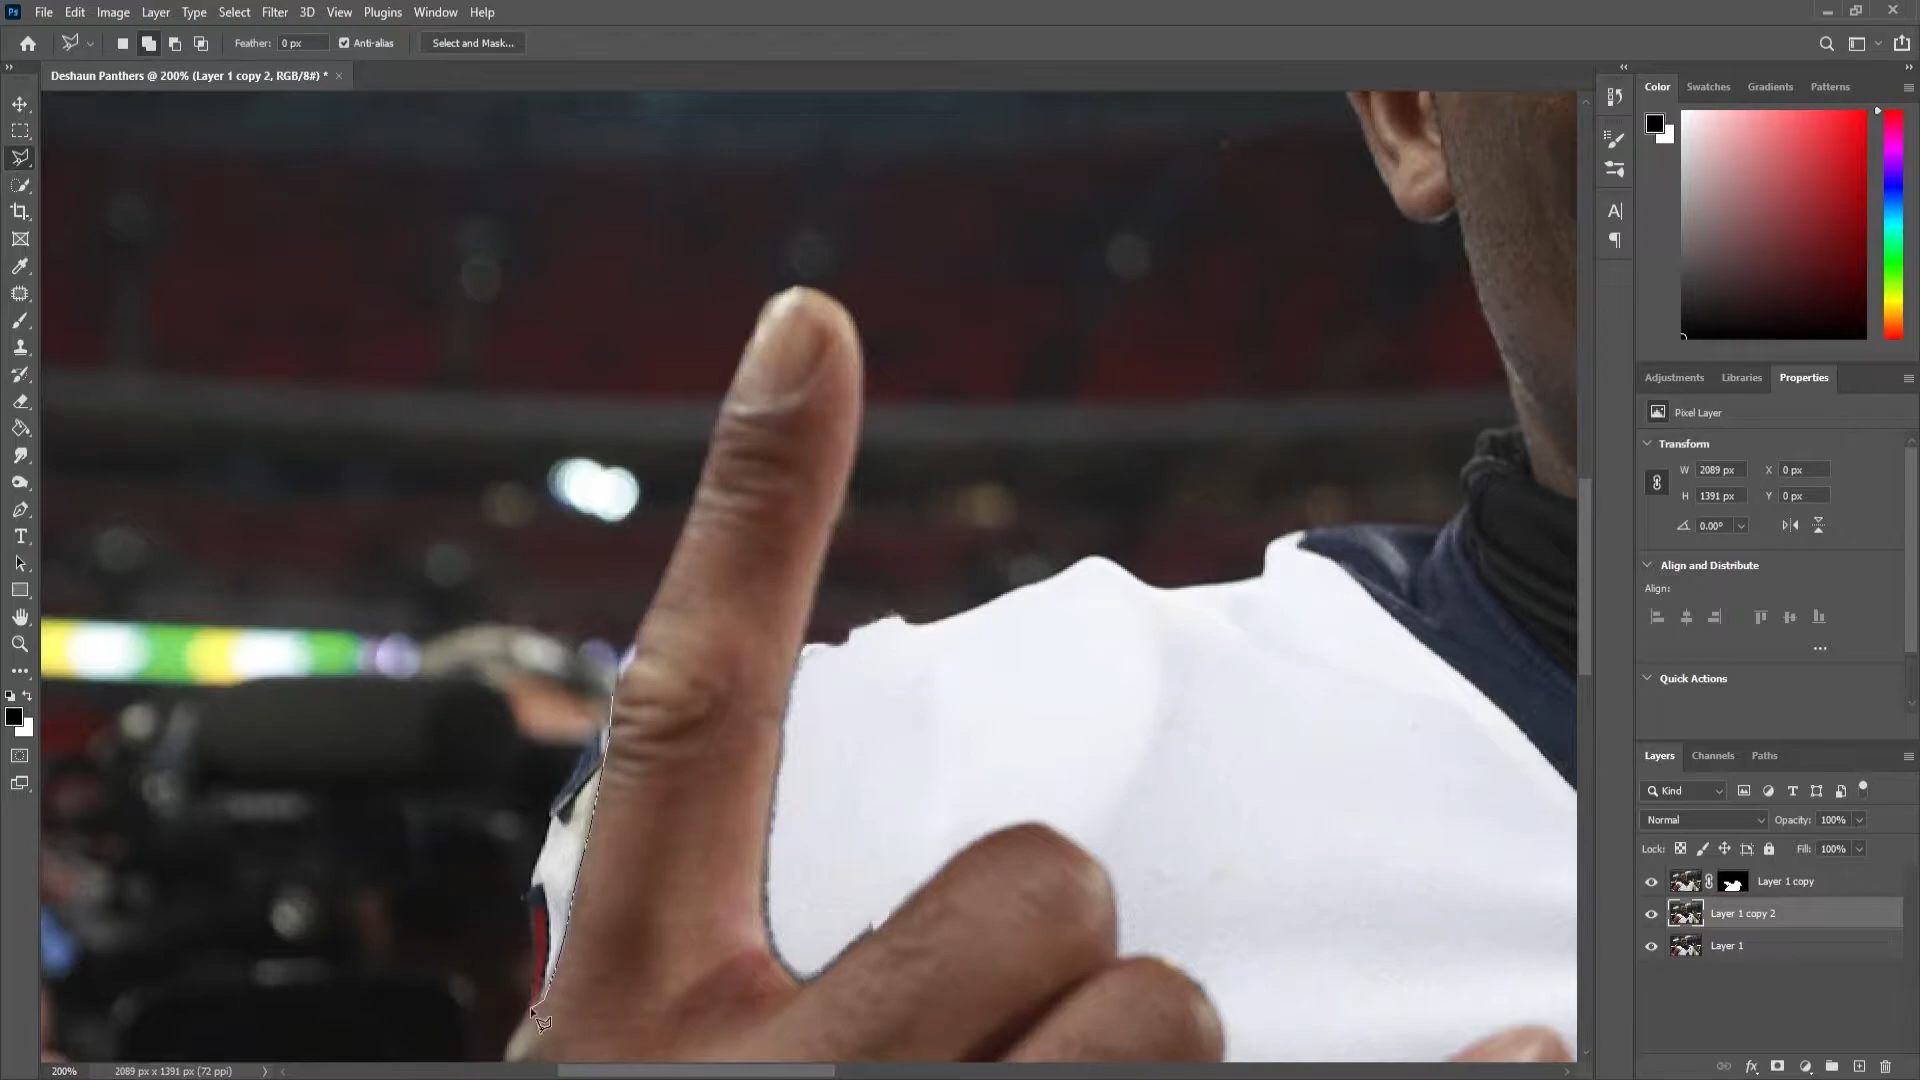 Ps File Edit Image Layer Type Select Filter 3D View Plugins Window Help
Feather: 0 px Anti-alias Select and Mask...
Deshaun Panthers @ 200% (Layer 1 copy 2, RGB/8#) *
Color Swatches Gradients Patterns
Adjustments Libraries Properties
Pixel Layer
Transform
W 2089 px X 0 px
H 1391 px Y 0 px
0.00°
Align and Distribute
Align:
Quick Actions
Layers Channels Paths
Kind
Normal Opacity: 100%
Lock: Fill: 100%
Layer 1 copy
Layer 1 copy 2
Layer 1
200% 2089 px x 1391 px (72 ppi)